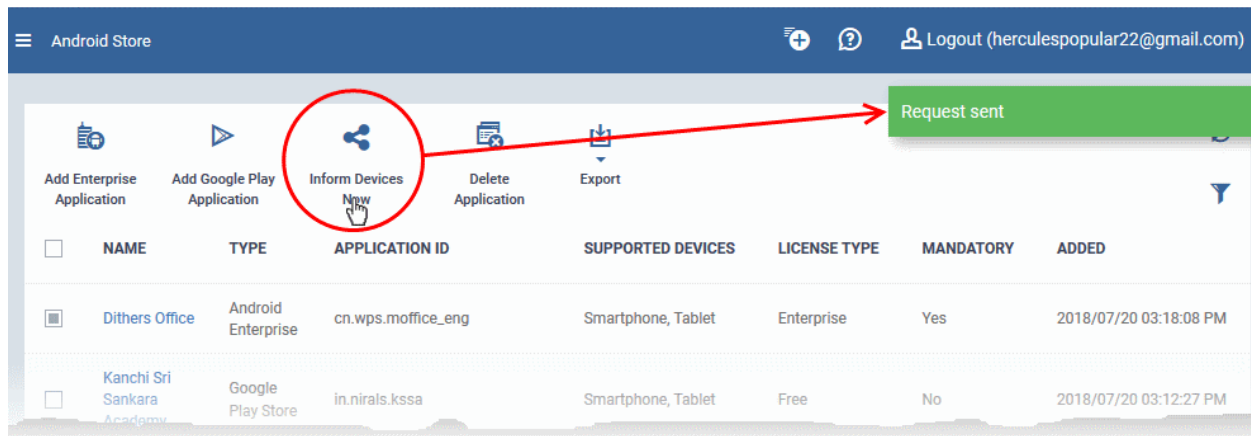 Android Store
Logout (herculespopular22@gmail.com)
Request sent
Add Enterprise Application
Add Google Play Application
Inform Devices Now
Delete Application
Export
NAME TYPE APPLICATION ID SUPPORTED DEVICES LICENSE TYPE MANDATORY ADDED
Dithers Office Android Enterprise cn.wps.moffice_eng Smartphone, Tablet Enterprise Yes 2018/07/20 03:18:08 PM
Kanchi Sri Sankara Academy Google Play Store in.nirals.kssa Smartphone, Tablet Free No 2018/07/20 03:12:27 PM